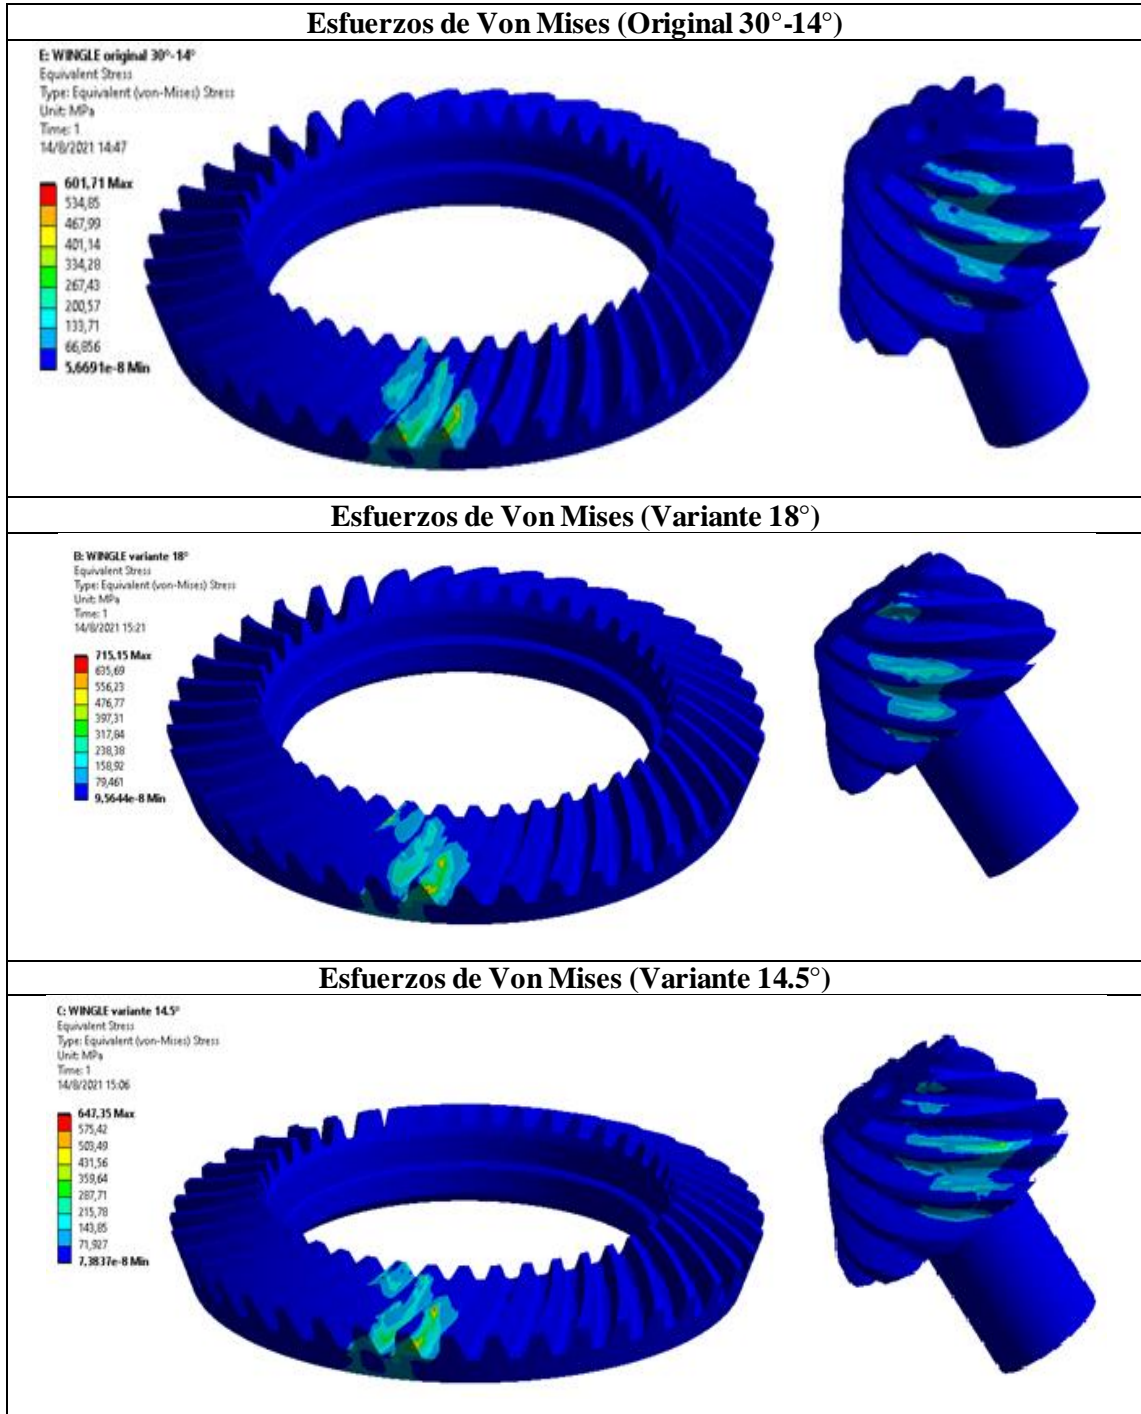 Esfuerzos de Von Mises (Original 30°-14°)
E: WINGLE original 30°-14°
Equivalent Stress
Type: Equivalent (von-Mises) Stress
Unit: MPa
Time: 1
14/8/2021 14:47
601,71 Max
534,85
467,99
401,14
334,28
267,43
200,57
133,71
66,856
5,6691e-8 Min
Esfuerzos de Von Mises (Variante 18°)
B: WINGLE variante 18°
Equivalent Stress
Type: Equivalent (von-Mises) Stress
Unit: MPa
Time: 1
14/8/2021 15:21
715,15 Max
635,69
556,23
476,77
397,31
317,84
238,38
158,92
79,461
9,5644e-8 Min
Esfuerzos de Von Mises (Variante 14.5°)
C: WINGLE variante 14.5°
Equivalent Stress
Type: Equivalent (von-Mises) Stress
Unit: MPa
Time: 1
14/8/2021 15:06
647,35 Max
575,42
503,49
431,56
359,64
287,71
215,78
143,85
71,927
7,3837e-8 Min